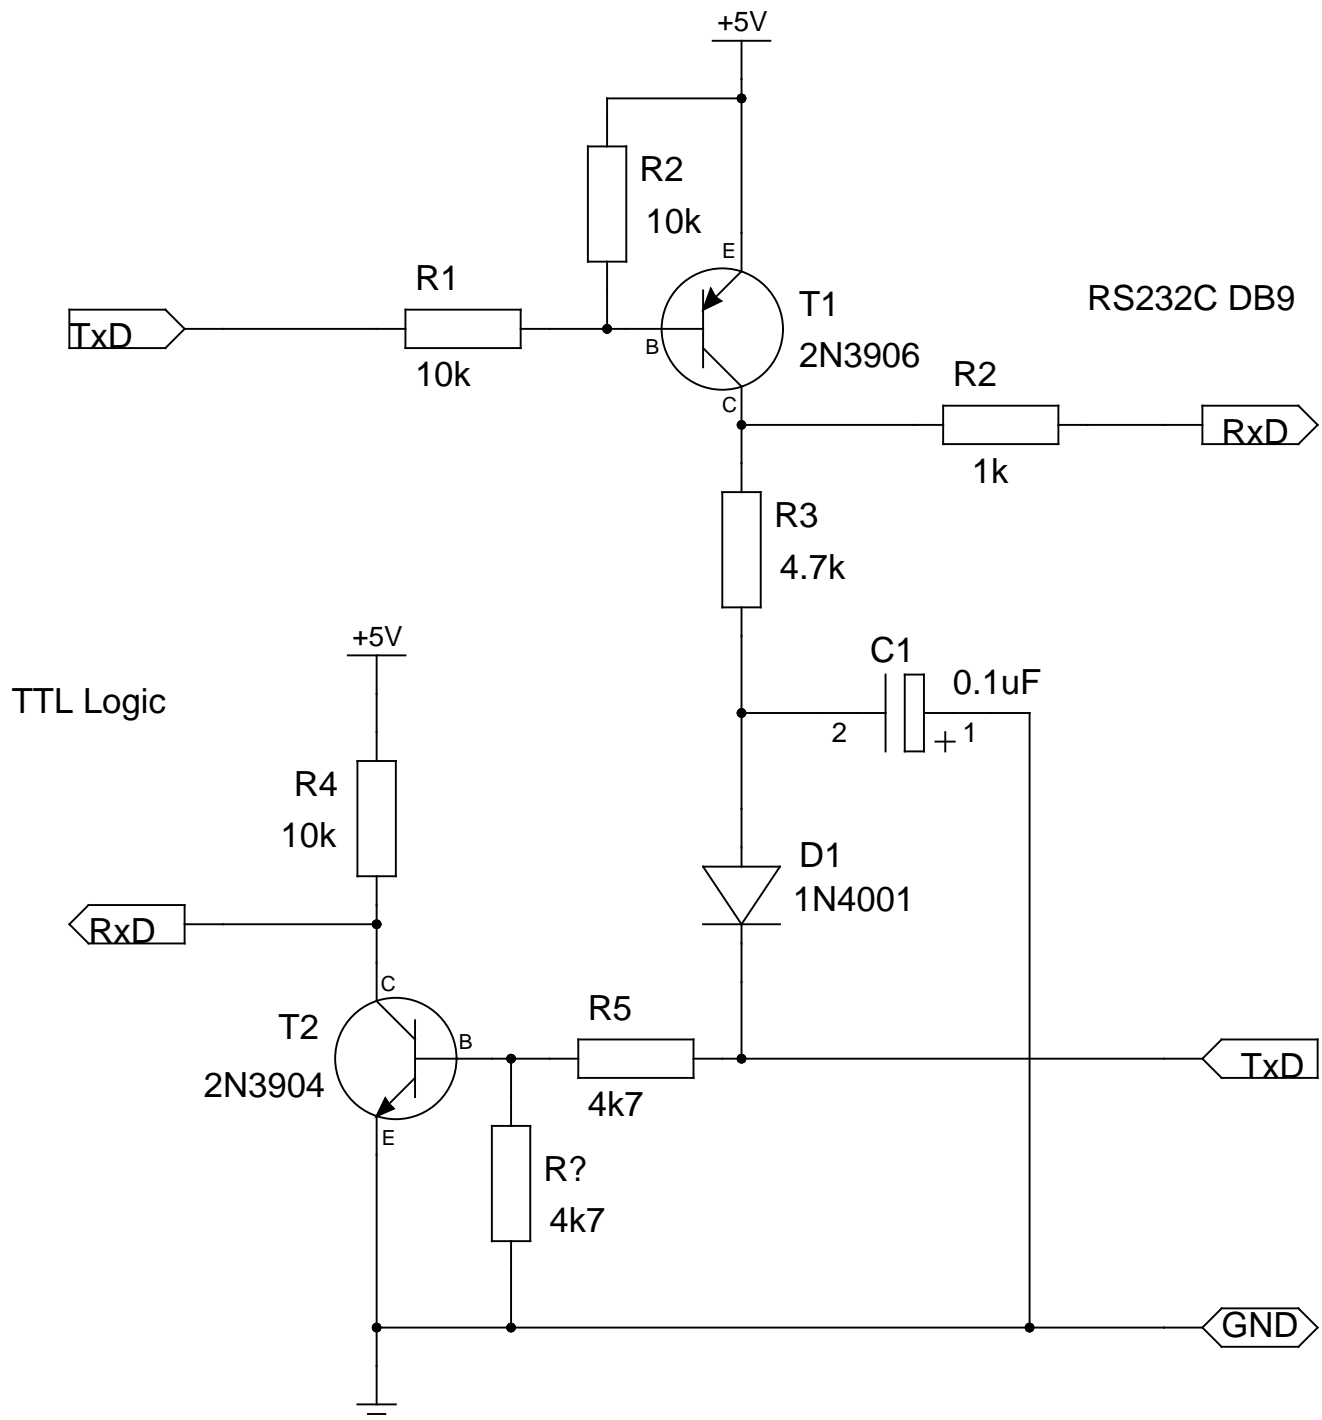 +5V
R2
10k
E
R1
T1
RS232C DB9
TxD
B
2N3906
10k
R2
C
RxD
1k
R3
4.7k
+5V
C1
0.1uF
TTL Logic
2
+ 1
R4
10k
D1
1N4001
RxD
C
R5
T2
B
2N3904
TxD
4k7
E
R?
4k7
GND